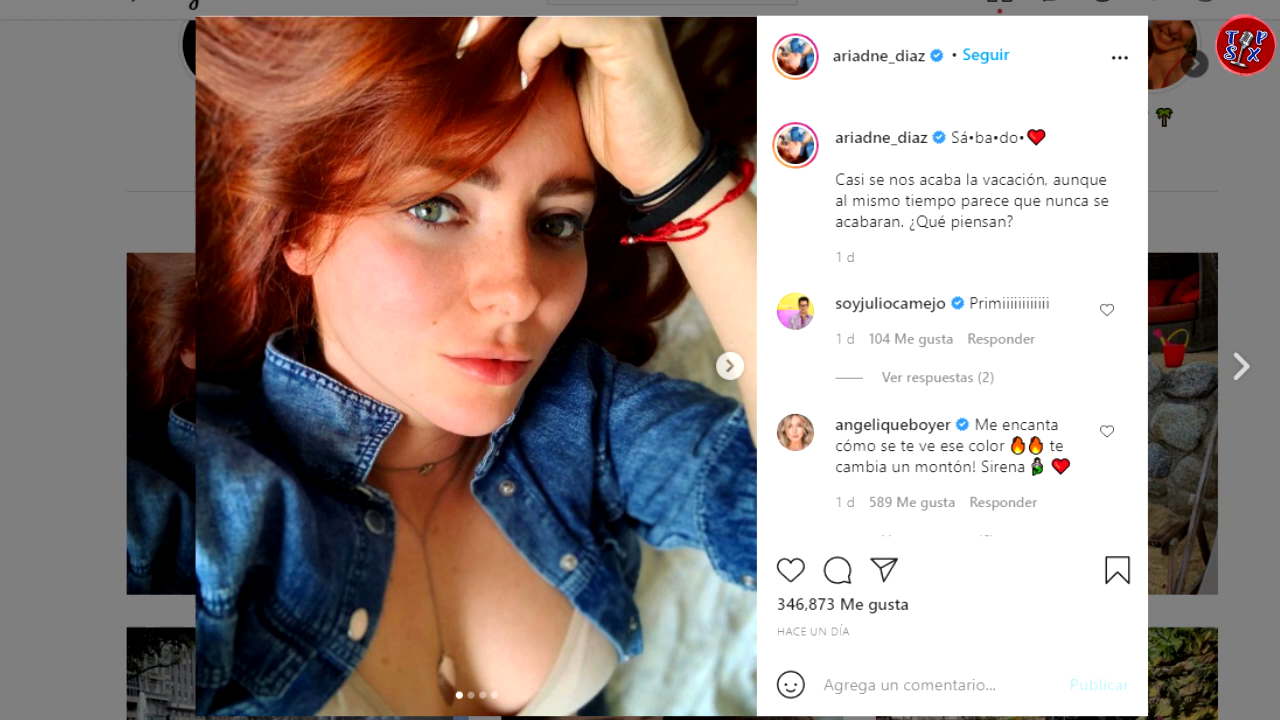 TOP
SIX
ariadne_diaz • Seguir
ariadne_diaz Sá•ba•do•❤
Casi se nos acaba la vacación, aunque
al mismo tiempo parece que nunca se
acabaran. ¿Qué piensan?
1 d
soyjuliocamejo Primiiiiiiiiiiii
1 d 104 Me gusta Responder
Ver respuestas (2)
angeliqueboyer Me encanta
cómo se te ve ese color 🔥🔥 te
cambia un montón! Sirena 🧜‍♀️ ❤
1 d 589 Me gusta Responder
346,873 Me gusta
HACE UN DÍA
Agrega un comentario... Publicar